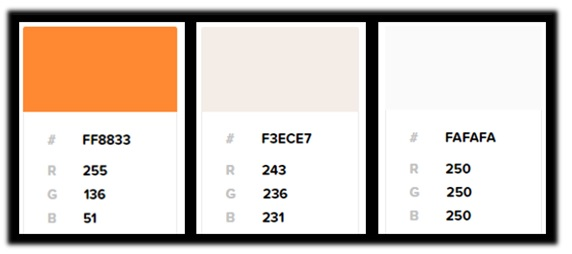 # FF8833
R 255
G 136
B 51
# F3ECE7
R 243
G 236
B 231
# FAFAFA
R 250
G 250
B 250